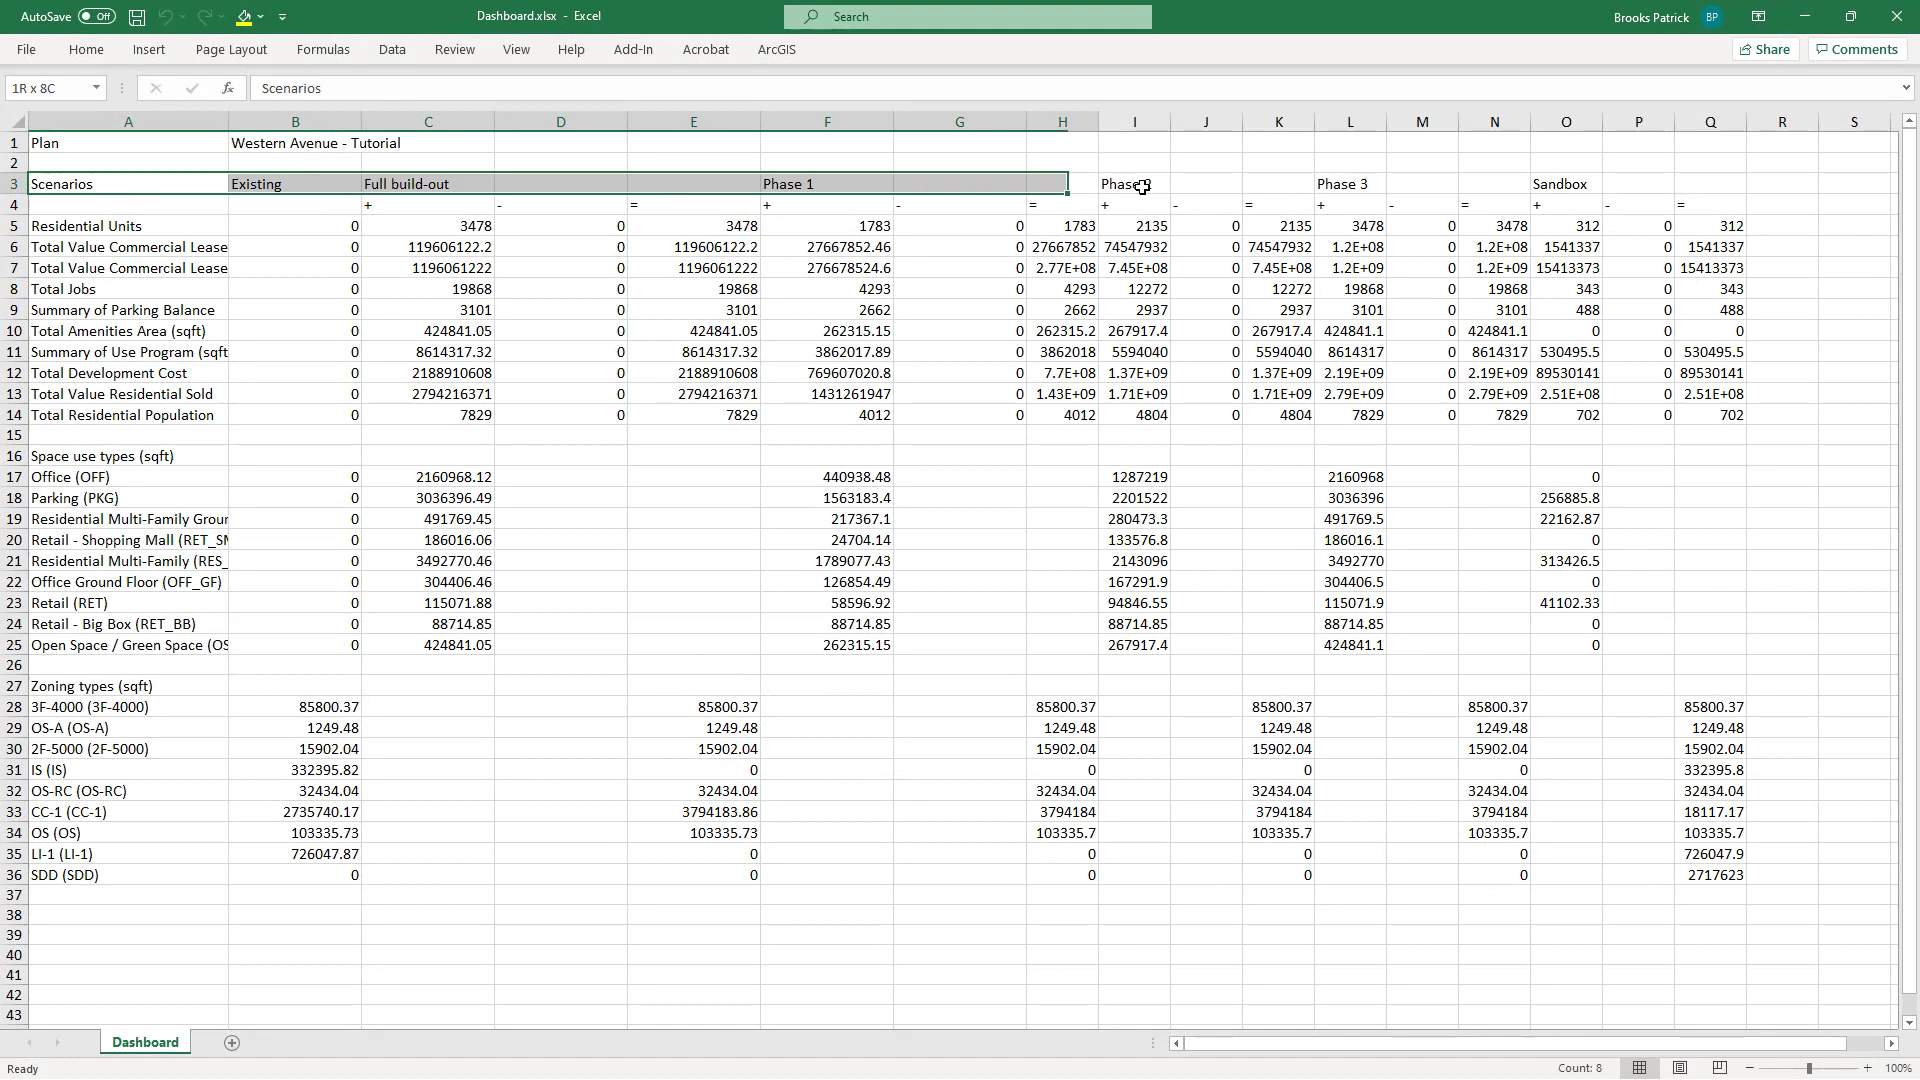 AutoSave Off Dashboard.xlsx - Excel Search Brooks Patrick BP
File Home Insert Page Layout Formulas Data Review View Help Add-In Acrobat ArcGIS Share Comments
1R x 8C fx Scenarios
A B C D E F G H I J K L M N O P Q R S
1 Plan Western Avenue - Tutorial
2
3 Scenarios Existing Full build-out Phase 1 Phase Phase 3 Sandbox
4 + - = + - = + - = + - = + - =
5 Residential Units 0 3478 0 3478 1783 0 1783 2135 0 2135 3478 0 3478 312 0 312
6 Total Value Commercial Lease 0 119606122.2 0 119606122.2 27667852.46 0 27667852 74547932 0 74547932 1.2E+08 0 1.2E+08 1541337 0 1541337
7 Total Value Commercial Lease 0 1196061222 0 1196061222 276678524.6 0 2.77E+08 7.45E+08 0 7.45E+08 1.2E+09 0 1.2E+09 15413373 0 15413373
8 Total Jobs 0 19868 0 19868 4293 0 4293 12272 0 12272 19868 0 19868 343 0 343
9 Summary of Parking Balance 0 3101 0 3101 2662 0 2662 2937 0 2937 3101 0 3101 488 0 488
10 Total Amenities Area (sqft) 0 424841.05 0 424841.05 262315.15 0 262315.2 267917.4 0 267917.4 424841.1 0 424841.1 0 0 0
11 Summary of Use Program (sqft 0 8614317.32 0 8614317.32 3862017.89 0 3862018 5594040 0 5594040 8614317 0 8614317 530495.5 0 530495.5
12 Total Development Cost 0 2188910608 0 2188910608 769607020.8 0 7.7E+08 1.37E+09 0 1.37E+09 2.19E+09 0 2.19E+09 89530141 0 89530141
13 Total Value Residential Sold 0 2794216371 0 2794216371 1431261947 0 1.43E+09 1.71E+09 0 1.71E+09 2.79E+09 0 2.79E+09 2.51E+08 0 2.51E+08
14 Total Residential Population 0 7829 0 7829 4012 0 4012 4804 0 4804 7829 0 7829 702 0 702
15
16 Space use types (sqft)
17 Office (OFF) 0 2160968.12 440938.48 1287219 2160968 0
18 Parking (PKG) 0 3036396.49 1563183.4 2201522 3036396 256885.8
19 Residential Multi-Family Groun 0 491769.45 217367.1 280473.3 491769.5 22162.87
20 Retail - Shopping Mall (RET_SM 0 186016.06 24704.14 133576.8 186016.1 0
21 Residential Multi-Family (RES_ 0 3492770.46 1789077.43 2143096 3492770 313426.5
22 Office Ground Floor (OFF_GF) 0 304406.46 126854.49 167291.9 304406.5 0
23 Retail (RET) 0 115071.88 58596.92 94846.55 115071.9 41102.33
24 Retail - Big Box (RET_BB) 0 88714.85 88714.85 88714.85 88714.85 0
25 Open Space / Green Space (OS 0 424841.05 262315.15 267917.4 424841.1 0
26
27 Zoning types (sqft)
28 3F-4000 (3F-4000) 85800.37 85800.37 85800.37 85800.37 85800.37 85800.37
29 OS-A (OS-A) 1249.48 1249.48 1249.48 1249.48 1249.48 1249.48
30 2F-5000 (2F-5000) 15902.04 15902.04 15902.04 15902.04 15902.04 15902.04
31 IS (IS) 332395.82 0 0 0 0 332395.8
32 OS-RC (OS-RC) 32434.04 32434.04 32434.04 32434.04 32434.04 32434.04
33 CC-1 (CC-1) 2735740.17 3794183.86 3794184 3794184 3794184 18117.17
34 OS (OS) 103335.73 103335.73 103335.7 103335.7 103335.7 103335.7
35 LI-1 (LI-1) 726047.87 0 0 0 0 726047.9
36 SDD (SDD) 0 0 0 0 0 2717623
37
38
39
40
41
42
43
Dashboard
Ready Count: 8 100%